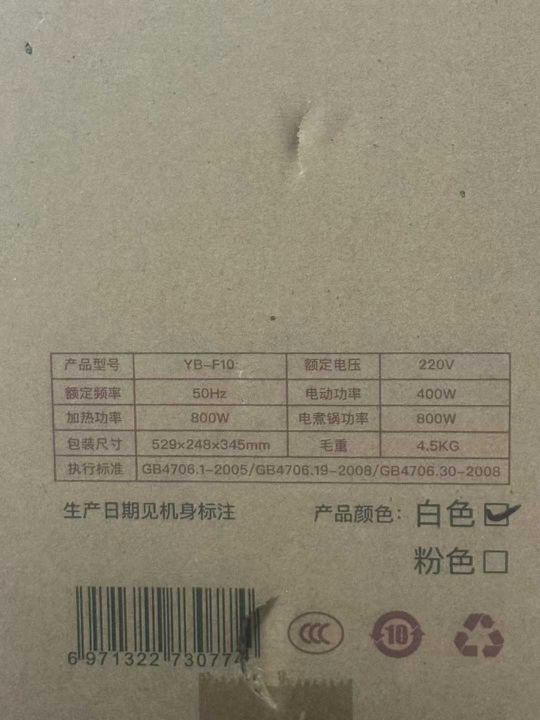 产品型号 YB-F10 额定电压 220V
额定频率 50Hz 电动功率 400W
加热功率 800W 电煮锅功率 800W
包装尺寸 529×248×345mm 毛重 4.5KG
执行标准 GB4706.1-2005/GB4706.19-2008/GB4706.30-2008
生产日期见机身标注 产品颜色: 白色
粉色
6 971322 730774
CCC 10